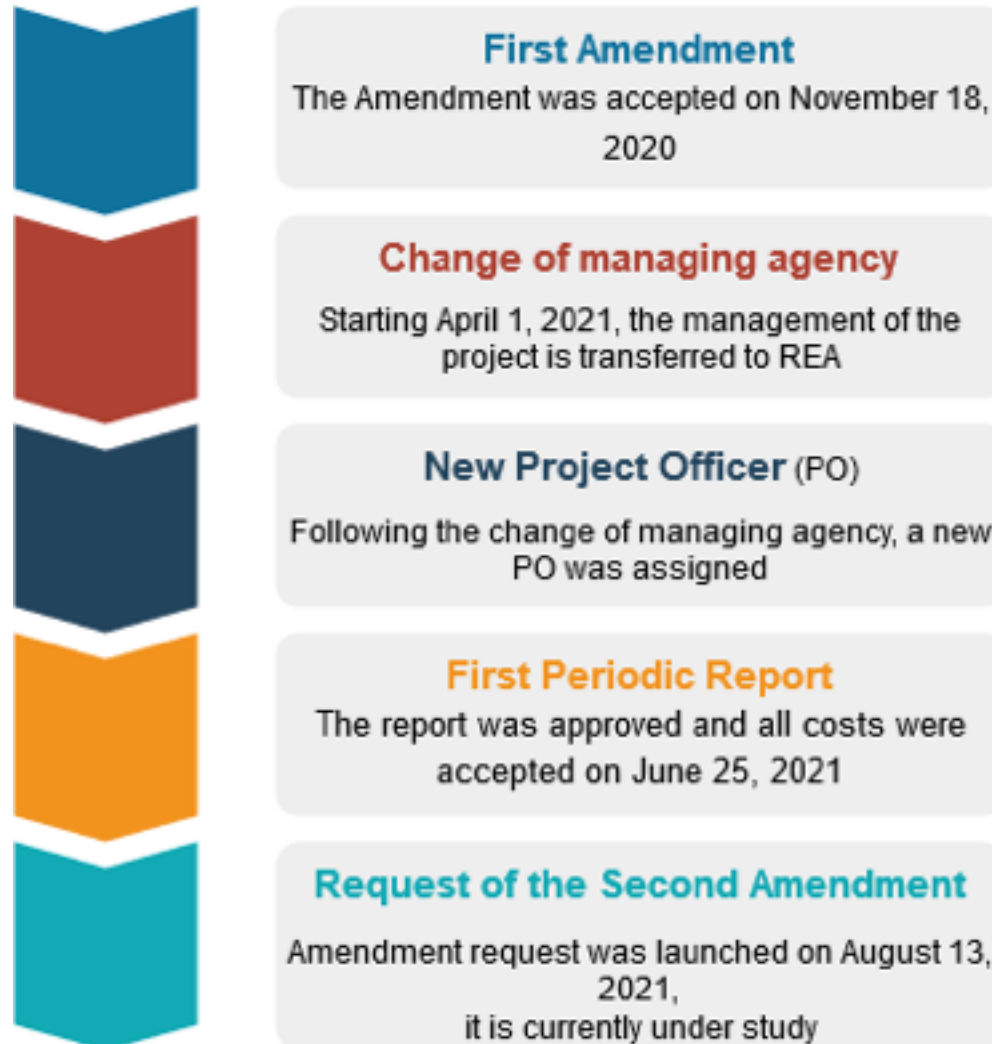 First Amendment
The Amendment was accepted on November 18,
2020
Change of managing agency
Starting April 1, 2021, the management of the
project is transferred to REA
New Project Officer (PO)
Following the change of managing agency, a new
PO was assigned
First Periodic Report
The report was approved and all costs were
accepted on June 25, 2021
Request of the Second Amendment
Amendment request was launched on August 13,
2021,
it is currently under study